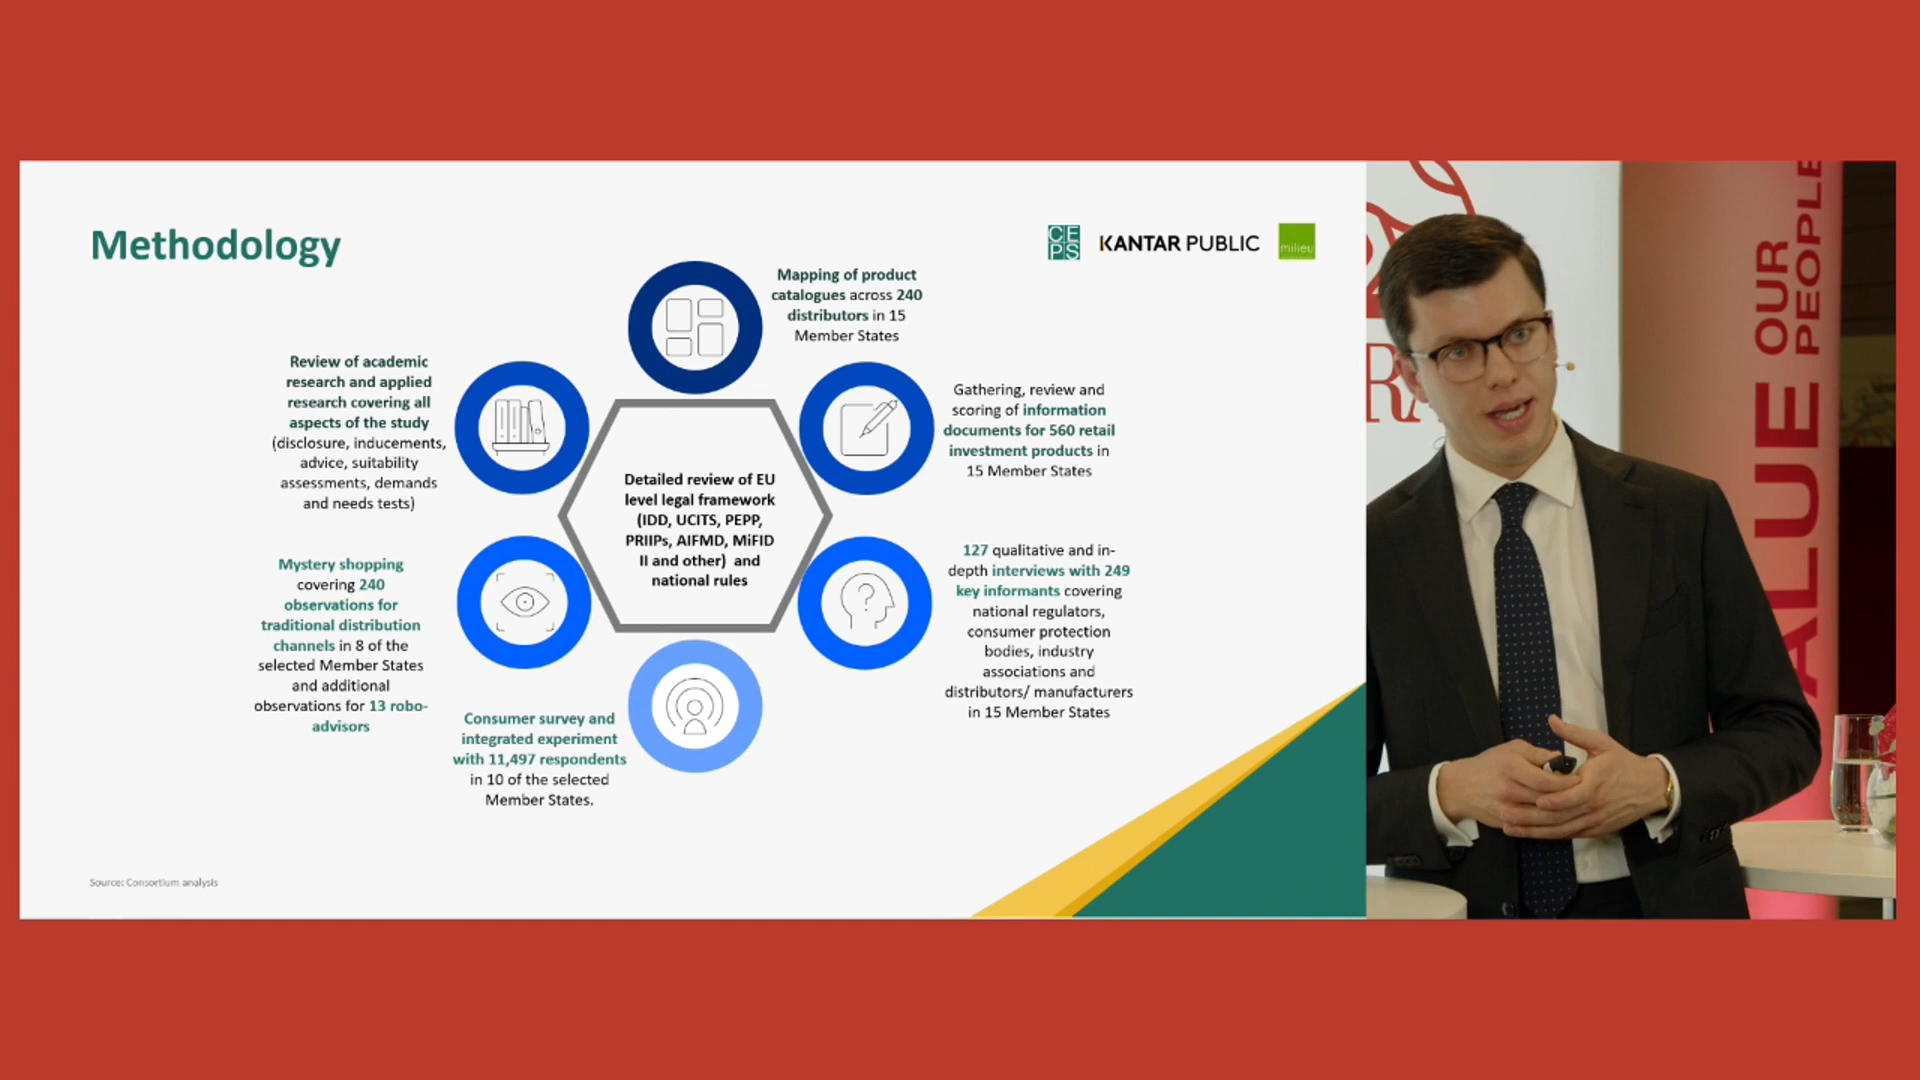 Methodology
CE
PS
KANTAR PUBLIC
milieu
Mapping of product
catalogues across 240
distributors in 15
Member States
Review of academic
research and applied
research covering all
aspects of the study
(disclosure, inducements,
advice, suitability
assessments, demands
and needs tests)
Gathering, review and
scoring of information
documents for 560 retail
investment products in
15 Member States
Detailed review of EU
level legal framework
(IDD, UCITS, PEPP,
PRIIPs, AIFMD, MiFID
II and other) and
national rules
Mystery shopping
covering 240
observations for
traditional distribution
channels in 8 of the
selected Member States
and additional
observations for 13 robo-
advisors
127 qualitative and in-
depth interviews with 249
key informants covering
national regulators,
consumer protection
bodies, industry
associations and
distributors/ manufacturers
in 15 Member States
Consumer survey and
integrated experiment
with 11,497 respondents
in 10 of the selected
Member States.
Source: Consortium analysis
OUR
PEOPLE